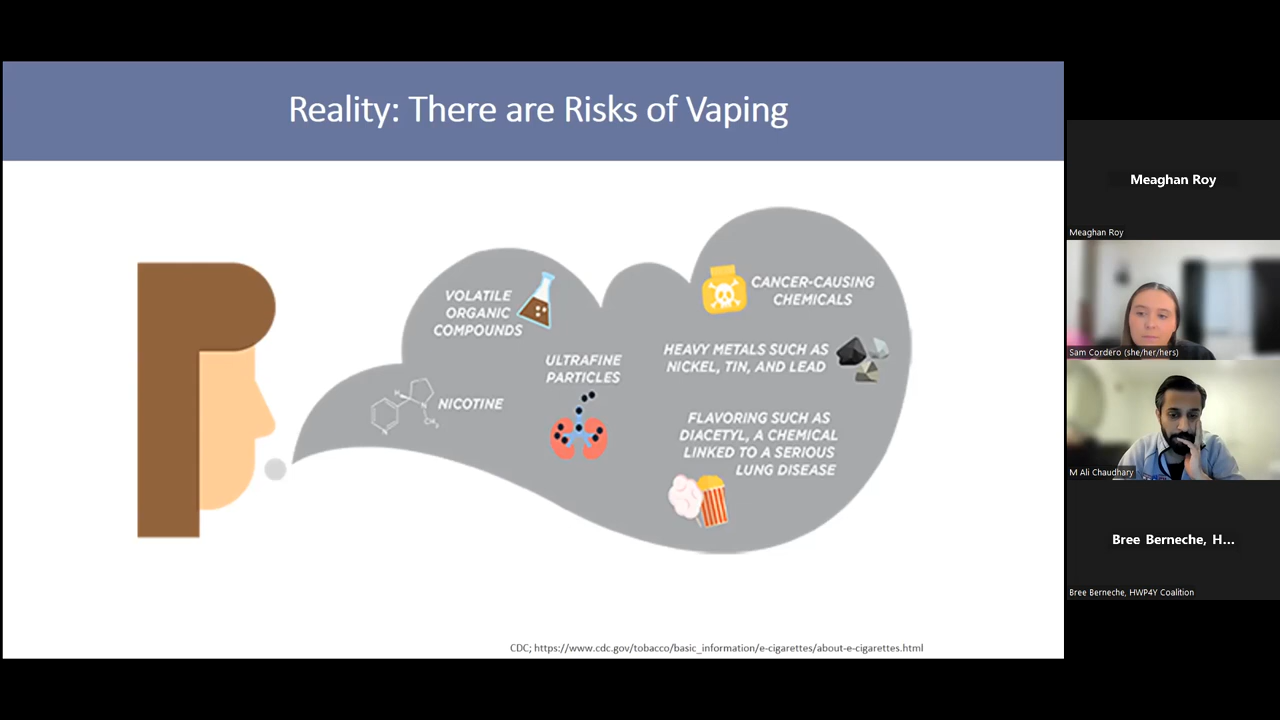 Reality: There are Risks of Vaping
VOLATILE
ORGANIC
COMPOUNDS
ULTRAFINE
PARTICLES
NICOTINE
H
N
N
CH3
CANCER-CAUSING
CHEMICALS
HEAVY METALS SUCH AS
NICKEL, TIN, AND LEAD
FLAVORING SUCH AS
DIACETYL, A CHEMICAL
LINKED TO A SERIOUS
LUNG DISEASE
CDC; https://www.cdc.gov/tobacco/basic_information/e-cigarettes/about-e-cigarettes.html
Meaghan Roy
Meaghan Roy
Sam Cordero (she/her/hers)
M Ali Chaudhary
Bree Berneche, H...
Bree Berneche, HWP4Y Coalition